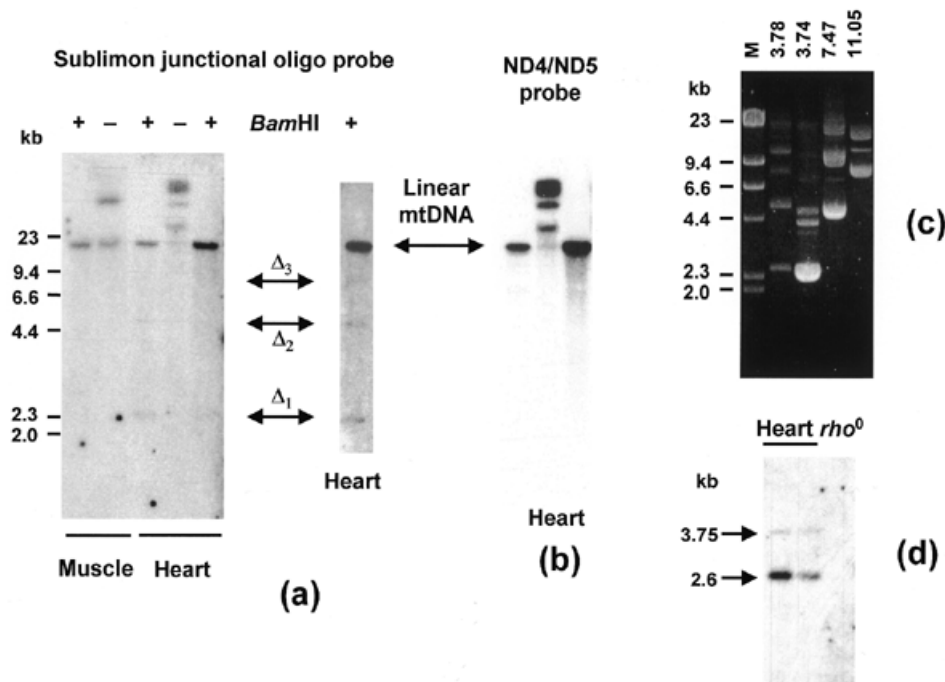 Sublimon junctional oligo probe
+ – + – + BamHI +
kb
23
9.4
6.6
4.4
2.3
2.0
Δ3
Δ2
Δ1
Muscle Heart
Heart
(a)
ND4/ND5
probe
Linear
mtDNA
Heart
(b)
M 3.78 3.74 7.47 11.05
kb
23
9.4
6.6
4.4
2.3
2.0
(c)
Heart rho0
kb
3.75
2.6
(d)